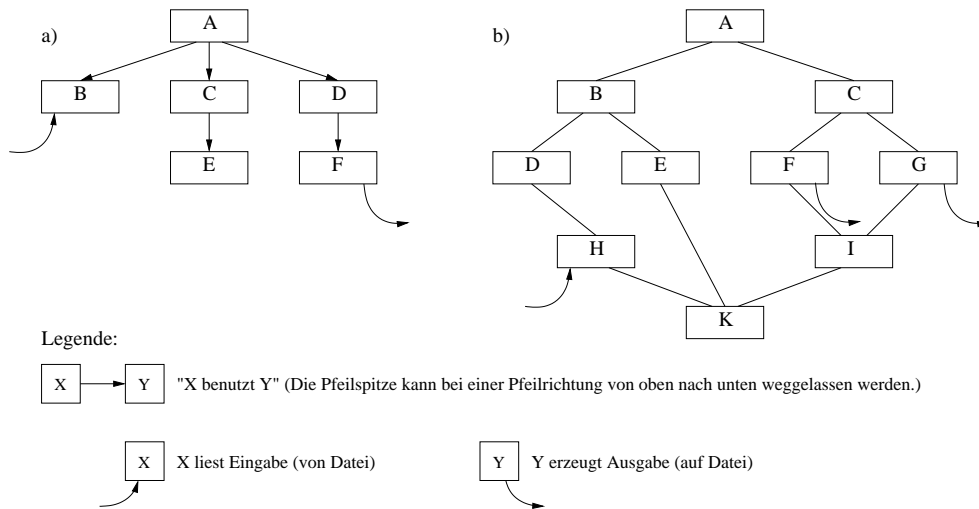 a)
A
B C D
E F
b)
A
B C
D E F G
H I
K
Legende:
X Y "X benutzt Y" (Die Pfeilspitze kann bei einer Pfeilrichtung von oben nach unten weggelassen werden.)
X X liest Eingabe (von Datei)
Y Y erzeugt Ausgabe (auf Datei)